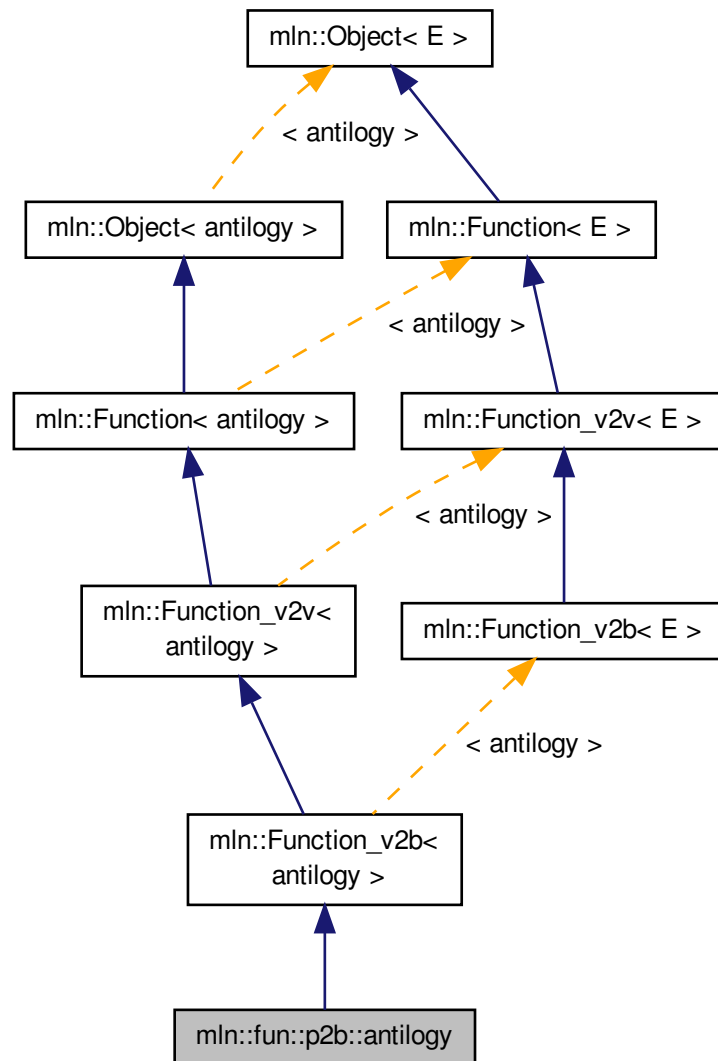 mln::Object< E >
< antilogy >
mln::Object< antilogy >
mln::Function< E >
< antilogy >
mln::Function< antilogy >
mln::Function_v2v< E >
< antilogy >
mln::Function_v2v<
antilogy >
mln::Function_v2b< E >
< antilogy >
mln::Function_v2b<
antilogy >
mln::fun::p2b::antilogy